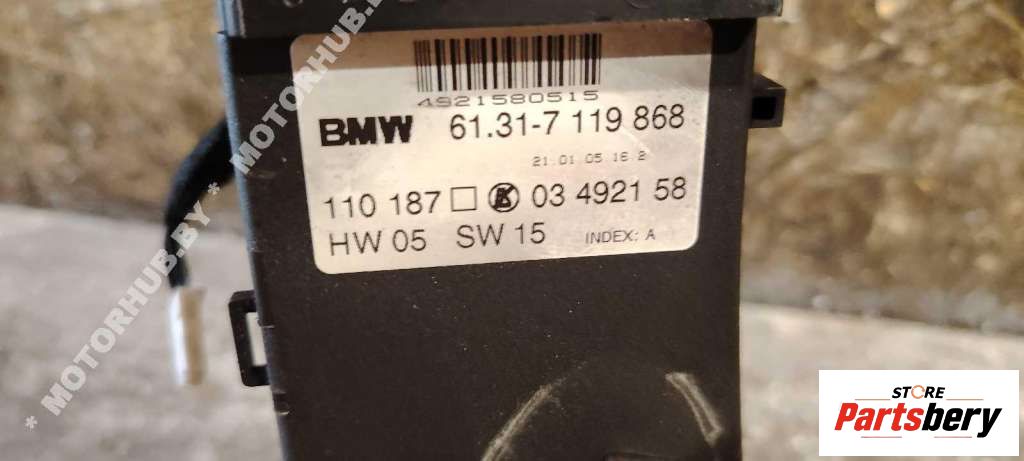 4921580515
BMW 61.31-7 119 868
21.01.05 16.2
110 187 □ 03 4921 58
HW 05 SW 15 INDEX: A
* MOTORHUB.BY * MOTORHUB.BY
STORE
Partsbery